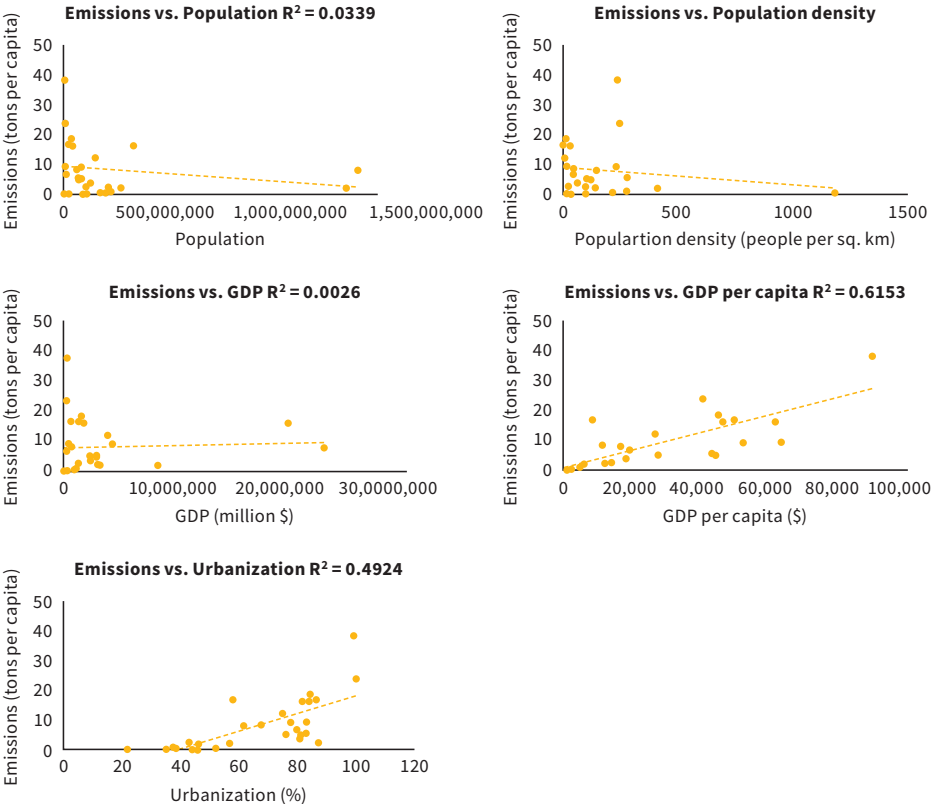 Emissions vs. Population R² = 0.0339
Emissions (tons per capita)
50
40
30
20
10
0
0 500,000,000 1,000,000,000 1,500,000,000
Population
Emissions vs. Population density
Emissions (tons per capita)
50
40
30
20
10
0
0 500 1000 1500
Populartion density (people per sq. km)
Emissions vs. GDP R² = 0.0026
Emissions (tons per capita)
50
40
30
20
10
0
0 10,000,000 20,000,000 30,0000,000
GDP (million $)
Emissions vs. GDP per capita R² = 0.6153
Emissions (tons per capita)
50
40
30
20
10
0
0 20,000 40,000 60,000 80,000 100,000
GDP per capita ($)
Emissions vs. Urbanization R² = 0.4924
Emissions (tons per capita)
50
40
30
20
10
0
0 20 40 60 80 100 120
Urbanization (%)